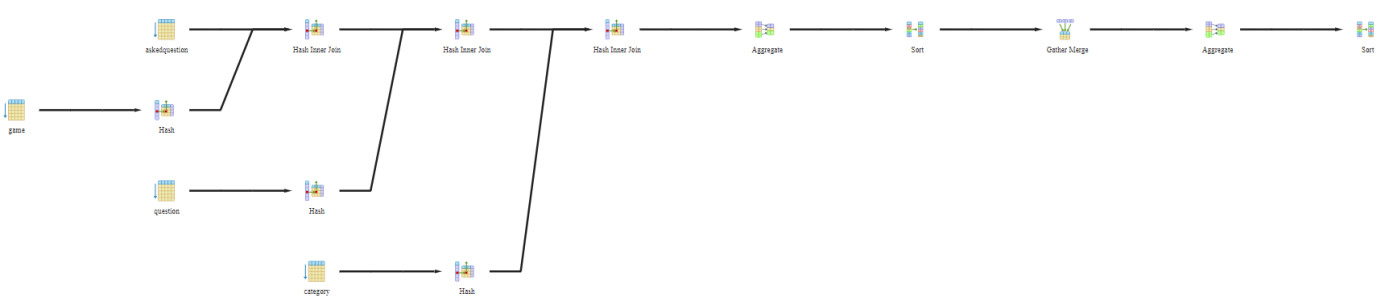 askedquestion
Hash Inner Join
Hash Inner Join
Hash Inner Join
Aggregate
Sort
Gather Merge
Aggregate
Sort
game
Hash
question
Hash
category
Hash